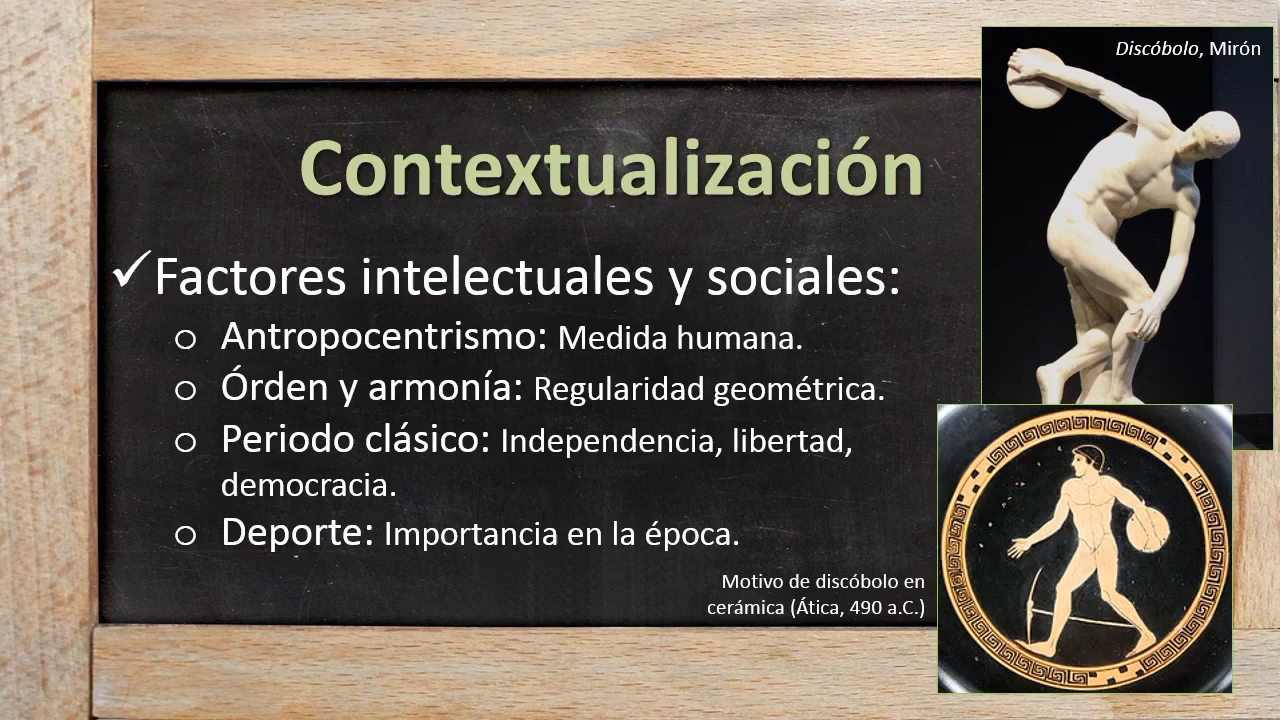 Discóbolo, Mirón
Contextualización
✓Factores intelectuales y sociales:
o Antropocentrismo: Medida humana.
o Órden y armonía: Regularidad geométrica.
o Periodo clásico: Independencia, libertad,
democracia.
o Deporte: Importancia en la época.
Motivo de discóbolo en
cerámica (Ática, 490 a.C.)